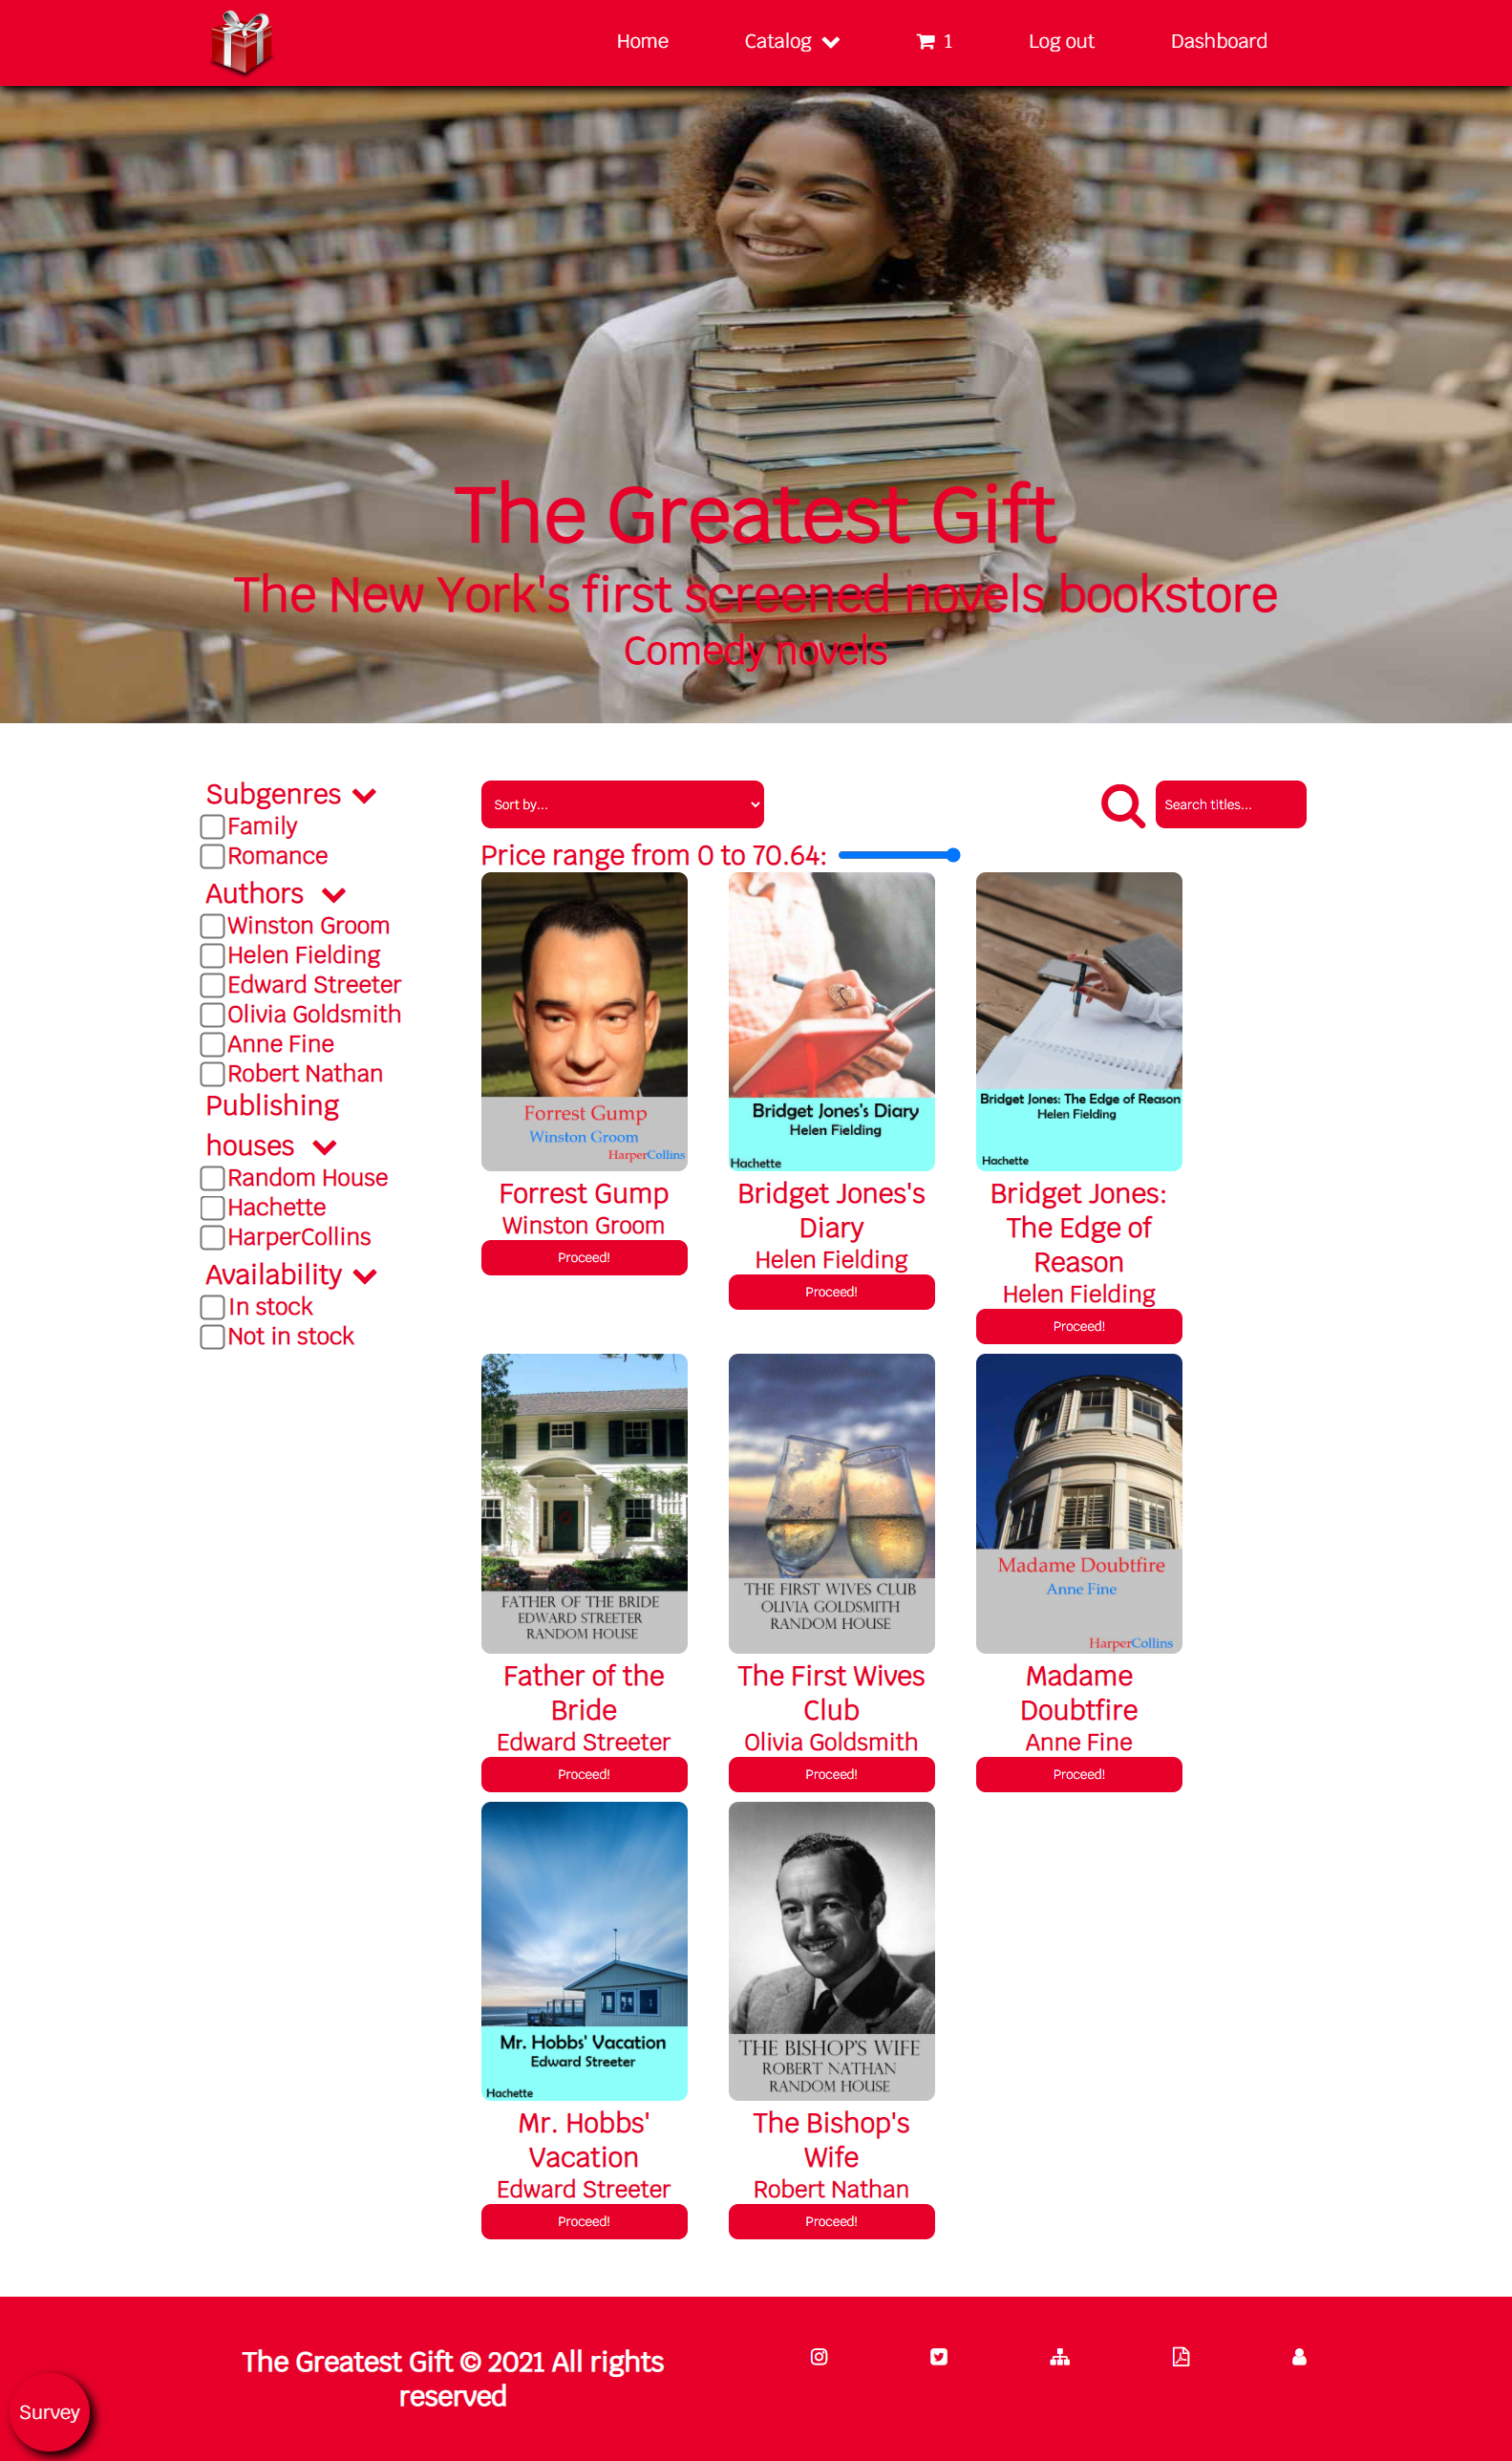 Home
Catalog
1
Log out
Dashboard
The Greatest Gift
The New York's first screened novels bookstore
Comedy novels
Subgenres
Family
Romance
Authors
Winston Groom
Helen Fielding
Edward Streeter
Olivia Goldsmith
Anne Fine
Robert Nathan
Publishing
houses
Random House
Hachette
HarperCollins
Availability
In stock
Not in stock
Sort by...
Search titles...
Price range from 0 to 70.64:
Forrest Gump
Winston Groom
HarperCollins
Forrest Gump
Winston Groom
Proceed!
Bridget Jones's Diary
Helen Fielding
Hachette
Bridget Jones's
Diary
Helen Fielding
Proceed!
Bridget Jones: The Edge of Reason
Helen Fielding
Hachette
Bridget Jones:
The Edge of
Reason
Helen Fielding
Proceed!
FATHER OF THE BRIDE
EDWARD STREETER
RANDOM HOUSE
Father of the
Bride
Edward Streeter
Proceed!
THE FIRST WIVES CLUB
OLIVIA GOLDSMITH
RANDOM HOUSE
The First Wives
Club
Olivia Goldsmith
Proceed!
Madame Doubtfire
Anne Fine
HarperCollins
Madame
Doubtfire
Anne Fine
Proceed!
Mr. Hobbs' Vacation
Edward Streeter
Hachette
Mr. Hobbs'
Vacation
Edward Streeter
Proceed!
THE BISHOP'S WIFE
ROBERT NATHAN
RANDOM HOUSE
The Bishop's
Wife
Robert Nathan
Proceed!
The Greatest Gift © 2021 All rights
reserved
Survey